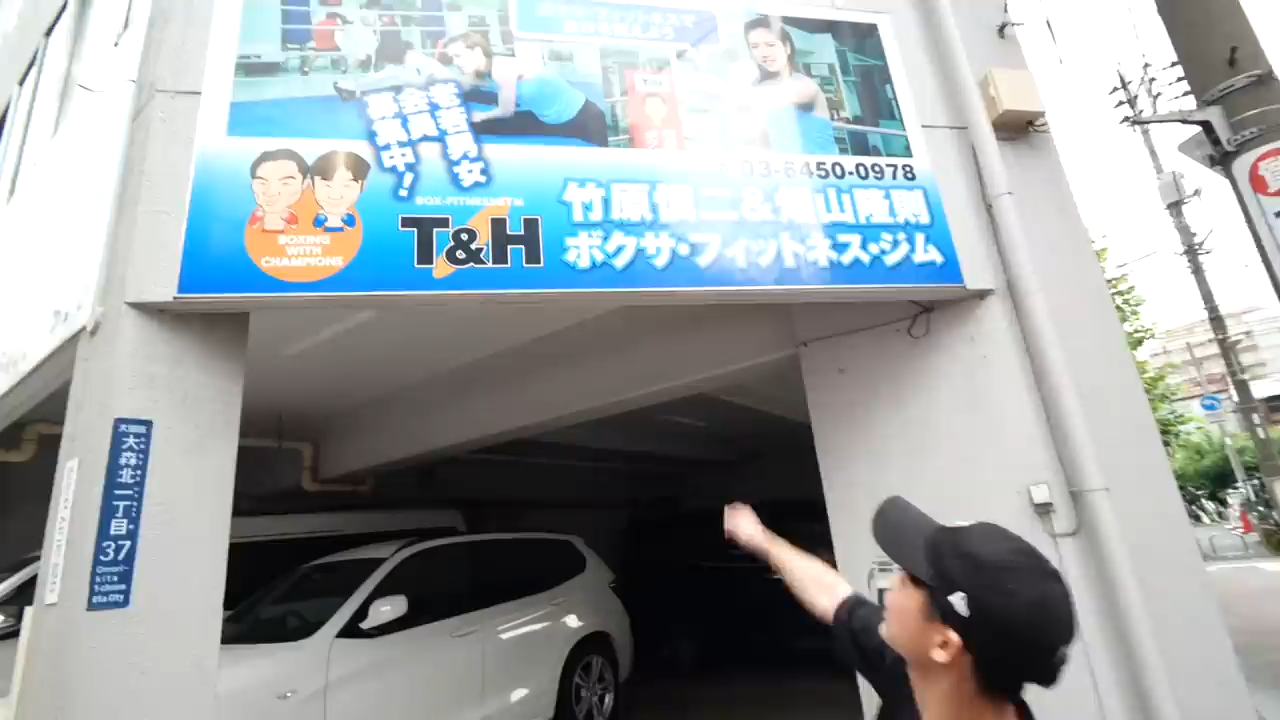 老若男女
会員
募集中!
03-6450-0978
BOX-FITNESS GYM
T&H
竹原慎二&畑山隆則
ボクサ・フィットネス・ジム
BOXING
WITH
CHAMPIONS
大田区
大森北一丁目
37
Omori-
kita
1-chome
Ota City